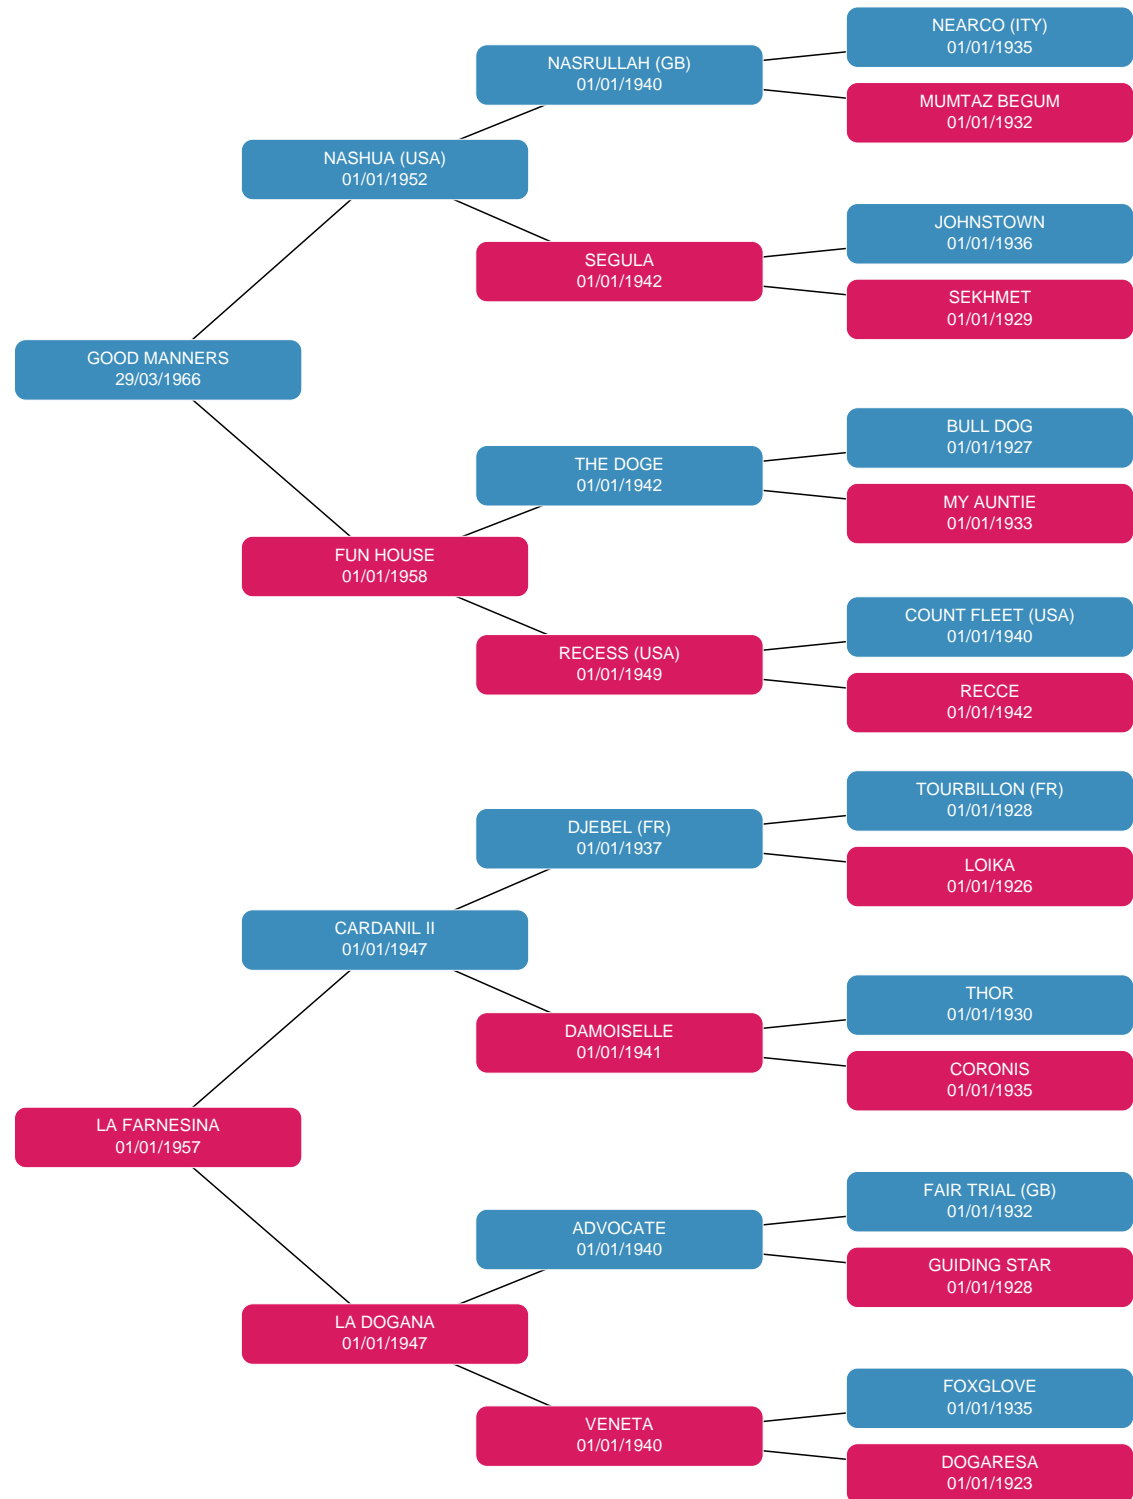 NEARCO (ITY)
01/01/1935
NASRULLAH (GB)
01/01/1940
MUMTAZ BEGUM
01/01/1932
NASHUA (USA)
01/01/1952
JOHNSTOWN
01/01/1936
SEGULA
01/01/1942
SEKHMET
01/01/1929
GOOD MANNERS
29/03/1966
BULL DOG
01/01/1927
THE DOGE
01/01/1942
MY AUNTIE
01/01/1933
FUN HOUSE
01/01/1958
COUNT FLEET (USA)
01/01/1940
RECESS (USA)
01/01/1949
RECCE
01/01/1942
TOURBILLON (FR)
01/01/1928
DJEBEL (FR)
01/01/1937
LOIKA
01/01/1926
CARDANIL II
01/01/1947
THOR
01/01/1930
DAMOISELLE
01/01/1941
CORONIS
01/01/1935
LA FARNESINA
01/01/1957
FAIR TRIAL (GB)
01/01/1932
ADVOCATE
01/01/1940
GUIDING STAR
01/01/1928
LA DOGANA
01/01/1947
FOXGLOVE
01/01/1935
VENETA
01/01/1940
DOGARESA
01/01/1923